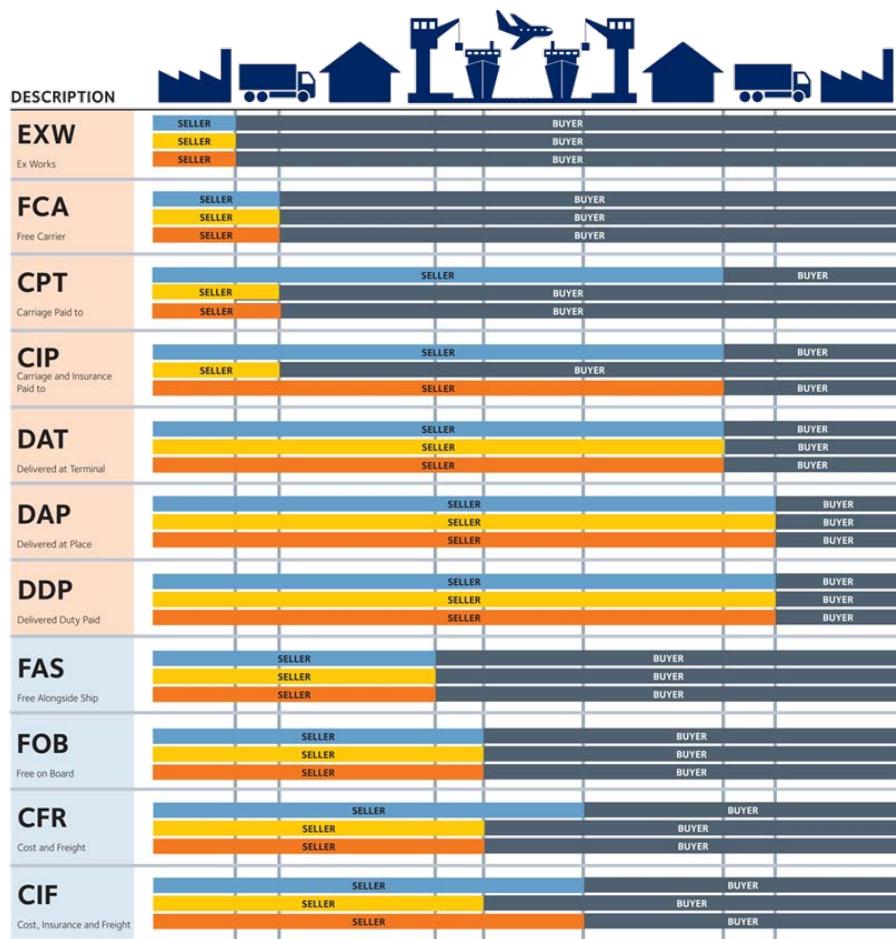 DESCRIPTION
EXW
Ex Works
SELLER BUYER
SELLER BUYER
SELLER BUYER
FCA
Free Carrier
SELLER BUYER
SELLER BUYER
SELLER BUYER
CPT
Carriage Paid to
SELLER BUYER
SELLER BUYER
SELLER BUYER
CIP
Carriage and Insurance
Paid to
SELLER BUYER
SELLER BUYER
SELLER BUYER
DAT
Delivered at Terminal
SELLER BUYER
SELLER BUYER
SELLER BUYER
DAP
Delivered at Place
SELLER BUYER
SELLER BUYER
SELLER BUYER
DDP
Delivered Duty Paid
SELLER BUYER
SELLER BUYER
SELLER BUYER
FAS
Free Alongside Ship
SELLER BUYER
SELLER BUYER
SELLER BUYER
FOB
Free on Board
SELLER BUYER
SELLER BUYER
SELLER BUYER
CFR
Cost and Freight
SELLER BUYER
SELLER BUYER
SELLER BUYER
CIF
Cost, Insurance and Freight
SELLER BUYER
SELLER BUYER
SELLER BUYER